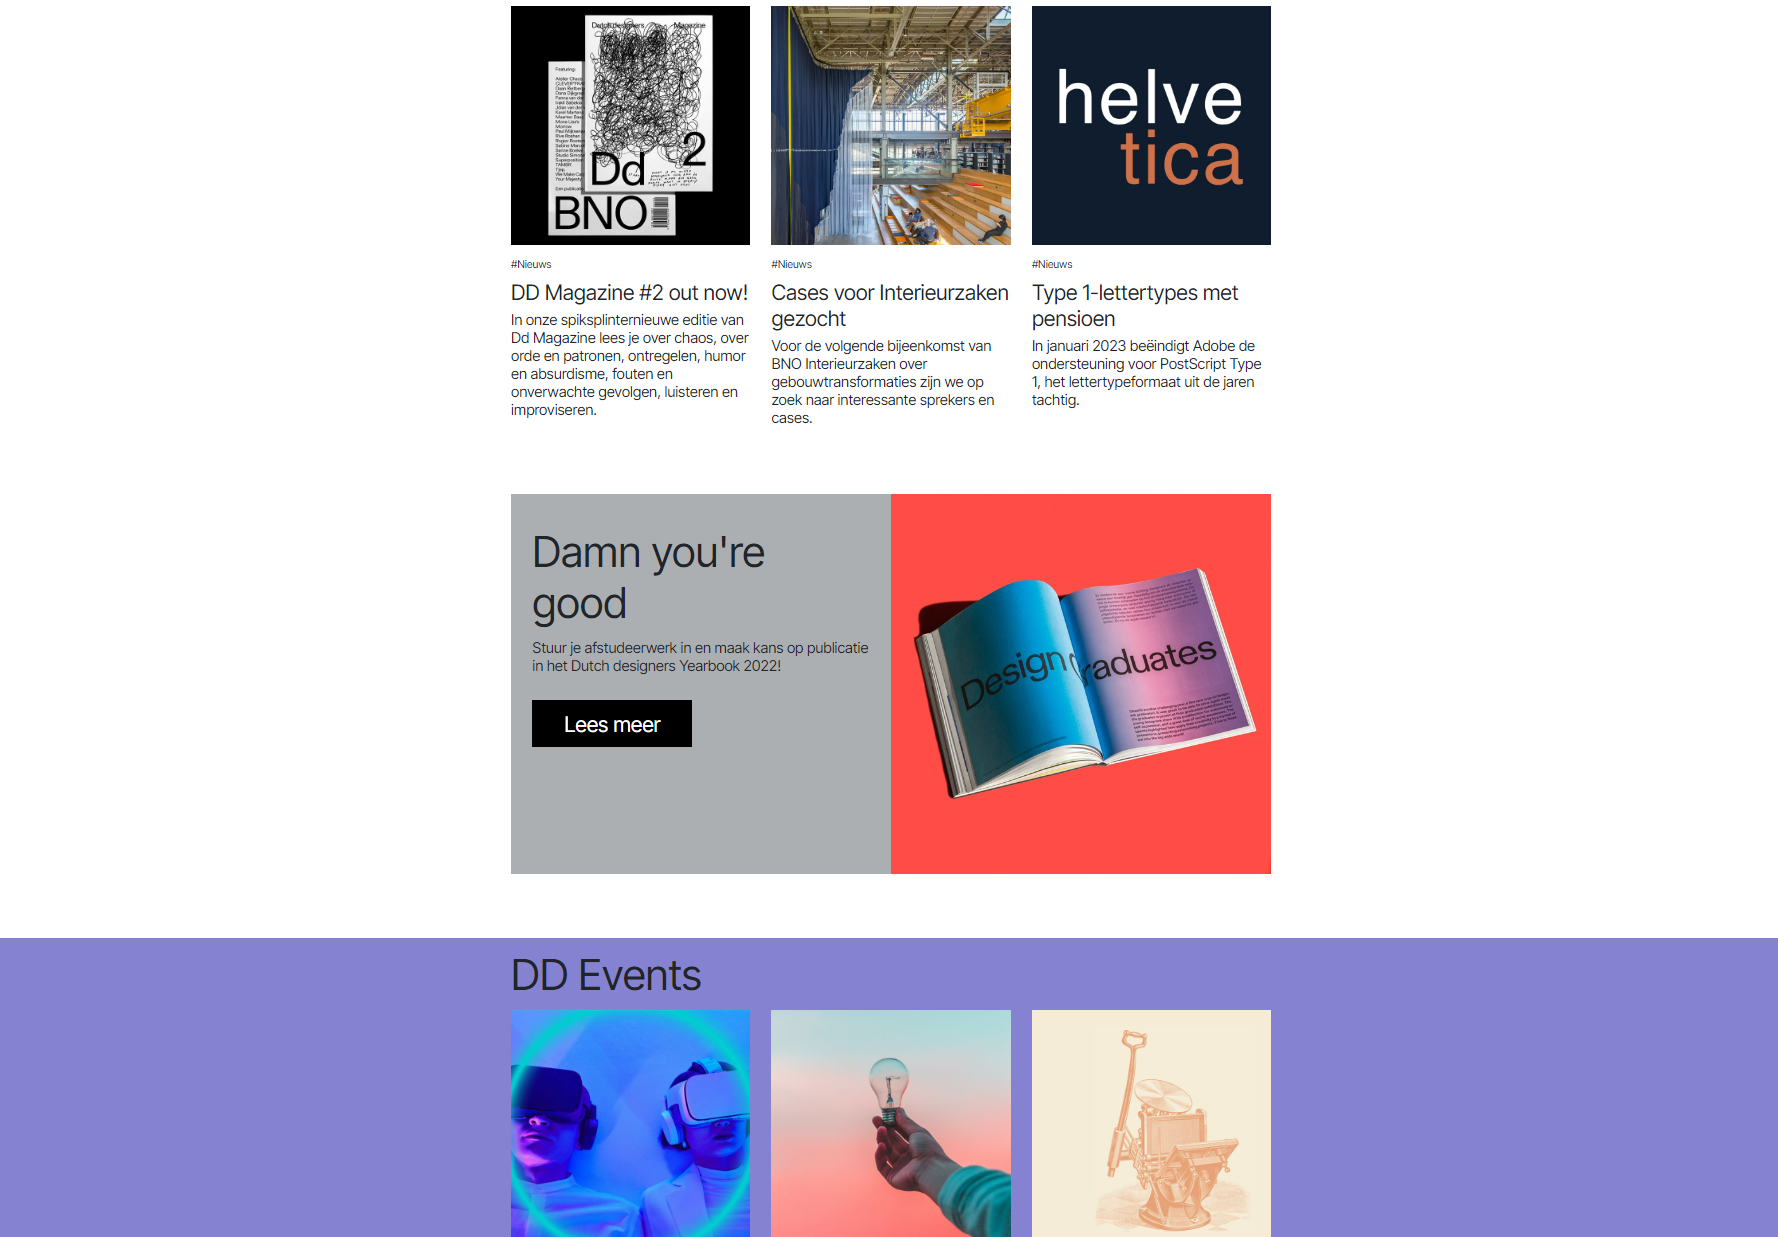 Dutch designers Magazine
Featuring:
Dd 2
BNO
helve
tica
#Nieuws
DD Magazine #2 out now!
In onze spiksplinternieuwe editie van
Dd Magazine lees je over chaos, over
orde en patronen, ontregelen, humor
en absurdisme, fouten en
onverwachte gevolgen, luisteren en
improviseren.
#Nieuws
Cases voor Interieurzaken
gezocht
Voor de volgende bijeenkomst van
BNO Interieurzaken over
gebouwtransformaties zijn we op
zoek naar interessante sprekers en
cases.
#Nieuws
Type 1-lettertypes met
pensioen
In januari 2023 beëindigt Adobe de
ondersteuning voor PostScript Type
1, het lettertypeformaat uit de jaren
tachtig.
Damn you're
good
Stuur je afstudeerwerk in en maak kans op publicatie
in het Dutch designers Yearbook 2022!
Lees meer
Design Graduates
DD Events